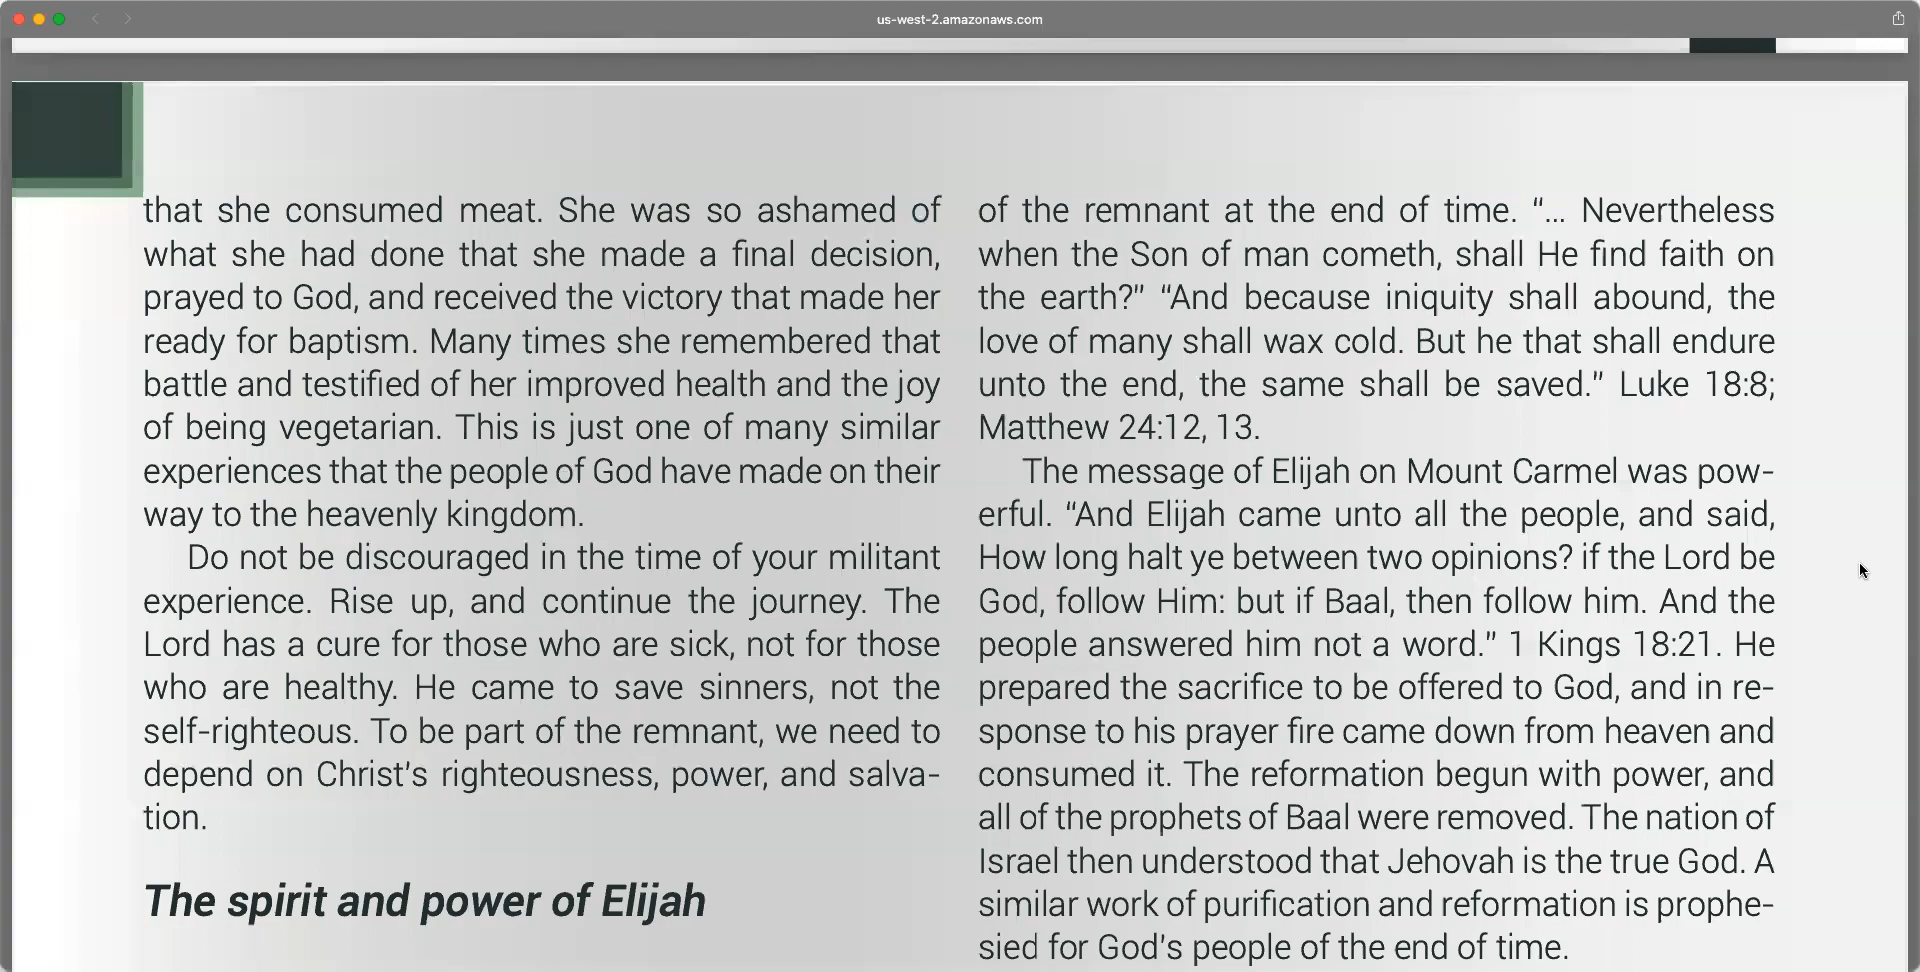 us-west-2.amazonaws.com
that she consumed meat. She was so ashamed of
what she had done that she made a final decision,
prayed to God, and received the victory that made her
ready for baptism. Many times she remembered that
battle and testified of her improved health and the joy
of being vegetarian. This is just one of many similar
experiences that the people of God have made on their
way to the heavenly kingdom.
Do not be discouraged in the time of your militant
experience. Rise up, and continue the journey. The
Lord has a cure for those who are sick, not for those
who are healthy. He came to save sinners, not the
self-righteous. To be part of the remnant, we need to
depend on Christ's righteousness, power, and salva-
tion.
The spirit and power of Elijah
of the remnant at the end of time. “... Nevertheless
when the Son of man cometh, shall He find faith on
the earth?” “And because iniquity shall abound, the
love of many shall wax cold. But he that shall endure
unto the end, the same shall be saved.” Luke 18:8;
Matthew 24:12, 13.
The message of Elijah on Mount Carmel was pow-
erful. “And Elijah came unto all the people, and said,
How long halt ye between two opinions? if the Lord be
God, follow Him: but if Baal, then follow him. And the
people answered him not a word.” 1 Kings 18:21. He
prepared the sacrifice to be offered to God, and in re-
sponse to his prayer fire came down from heaven and
consumed it. The reformation begun with power, and
all of the prophets of Baal were removed. The nation of
Israel then understood that Jehovah is the true God. A
similar work of purification and reformation is prophe-
sied for God's people of the end of time.